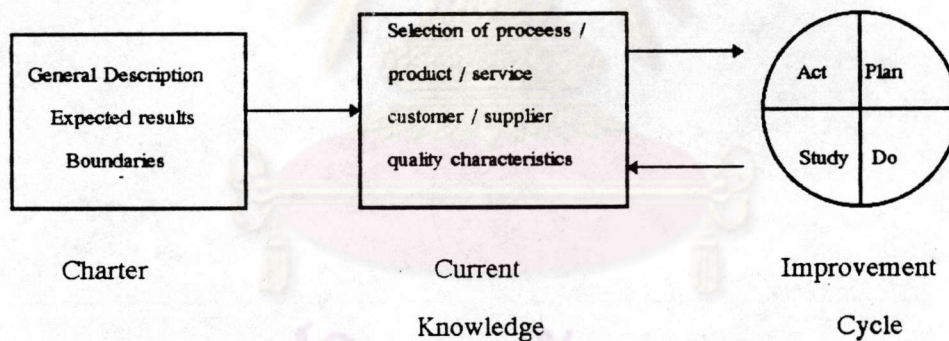 General Description
Expected results
Boundaries
Charter
Selection of proceess /
product / service
customer / supplier
quality characteristics
Current
Knowledge
Act
Plan
Study
Do
Improvement
Cycle